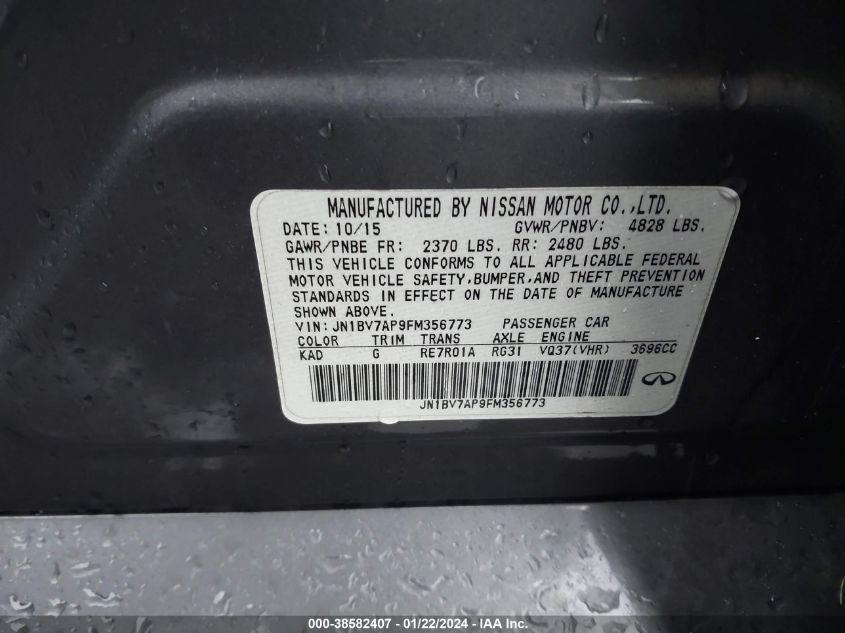 MANUFACTURED BY NISSAN MOTOR CO.,LTD.
DATE: 10/15 GVWR/PNBV: 4828 LBS.
GAWR/PNBE FR: 2370 LBS. RR: 2480 LBS.
THIS VEHICLE CONFORMS TO ALL APPLICABLE FEDERAL
MOTOR VEHICLE SAFETY,BUMPER,AND THEFT PREVENTION
STANDARDS IN EFFECT ON THE DATE OF MANUFACTURE
SHOWN ABOVE.
VIN: JN1BV7AP9FM356773 PASSENGER CAR
COLOR TRIM TRANS AXLE ENGINE
KAD G RE7R01A RG31 VQ37(VHR) 3696CC
JN1BV7AP9FM356773
000-38582407 - 01/22/2024 - IAA Inc.